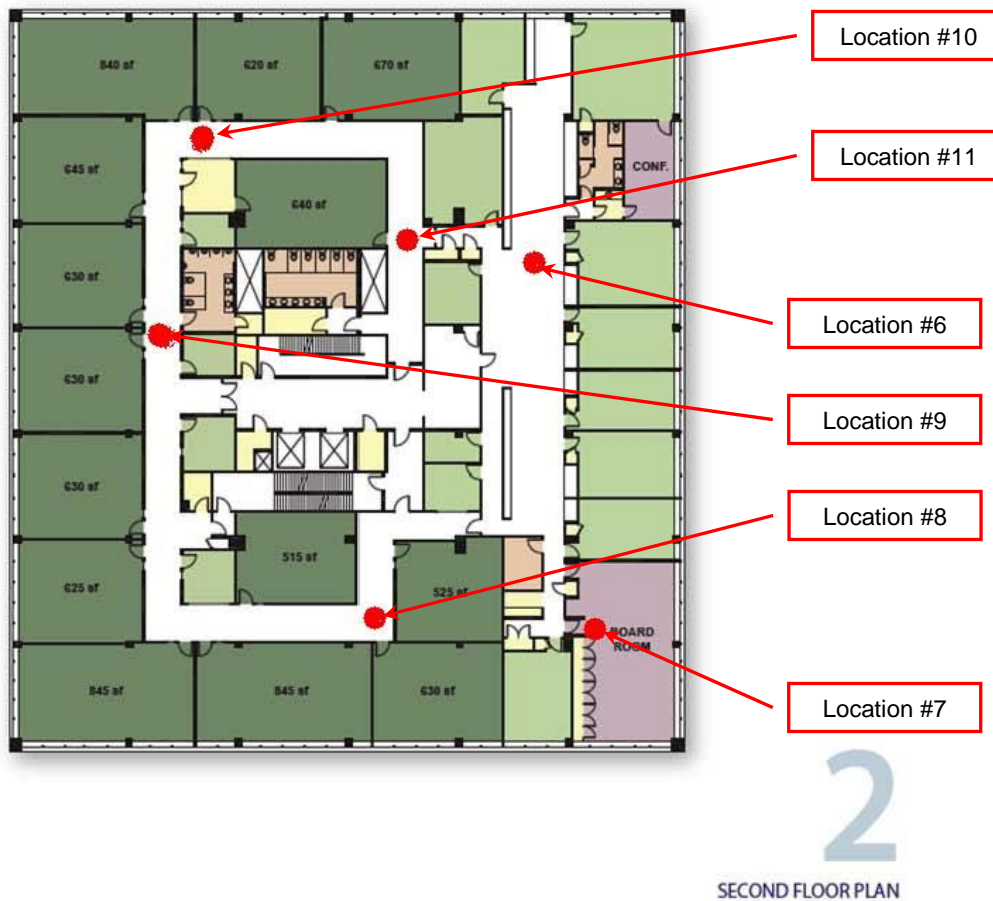 840 sf
620 sf
670 sf
Location #10
645 sf
640 sf
CONF.
Location #11
630 sf
Location #6
630 sf
Location #9
630 sf
Location #8
515 sf
525 sf
625 sf
BOARD
ROOM
845 sf
845 sf
630 sf
Location #7
2
SECOND FLOOR PLAN